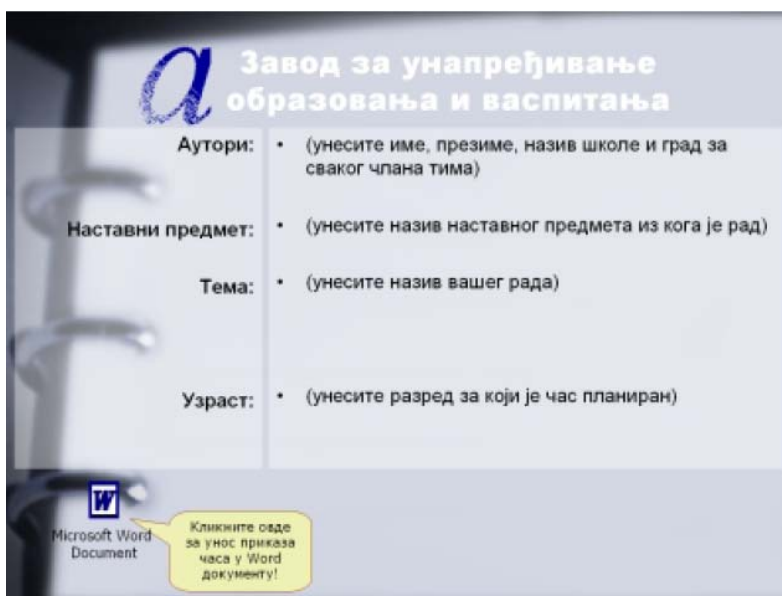 a
Завод за унапређивање
образовања и васпитања
Аутори:
• (унесите име, презиме, назив школе и град за
сваког члана тима)
Наставни предмет:
• (унесите назив наставног предмета из кога је рад)
Тема:
• (унесите назив вашег рада)
Узраст:
• (унесите разред за који је час планиран)
W
Microsoft Word
Document
Кликните овде
за унос приказа
часа у Word
документу!